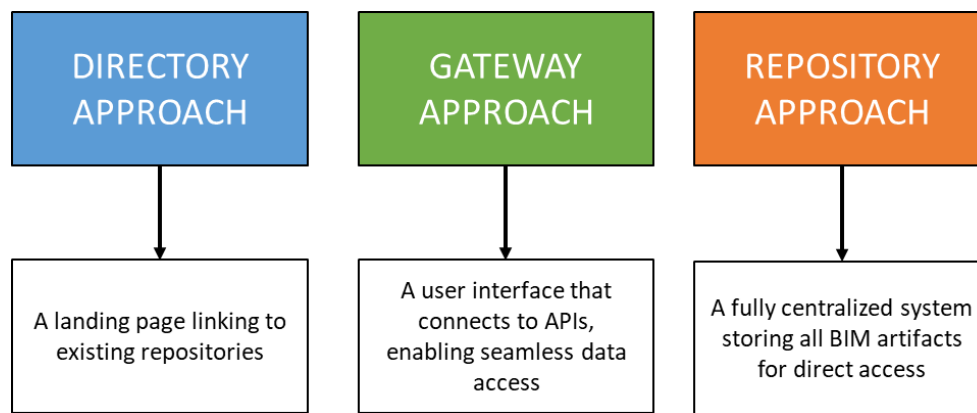 DIRECTORY
APPROACH
GATEWAY
APPROACH
REPOSITORY
APPROACH
A landing page linking to
existing repositories
A user interface that
connects to APIs,
enabling seamless data
access
A fully centralized system
storing all BIM artifacts
for direct access